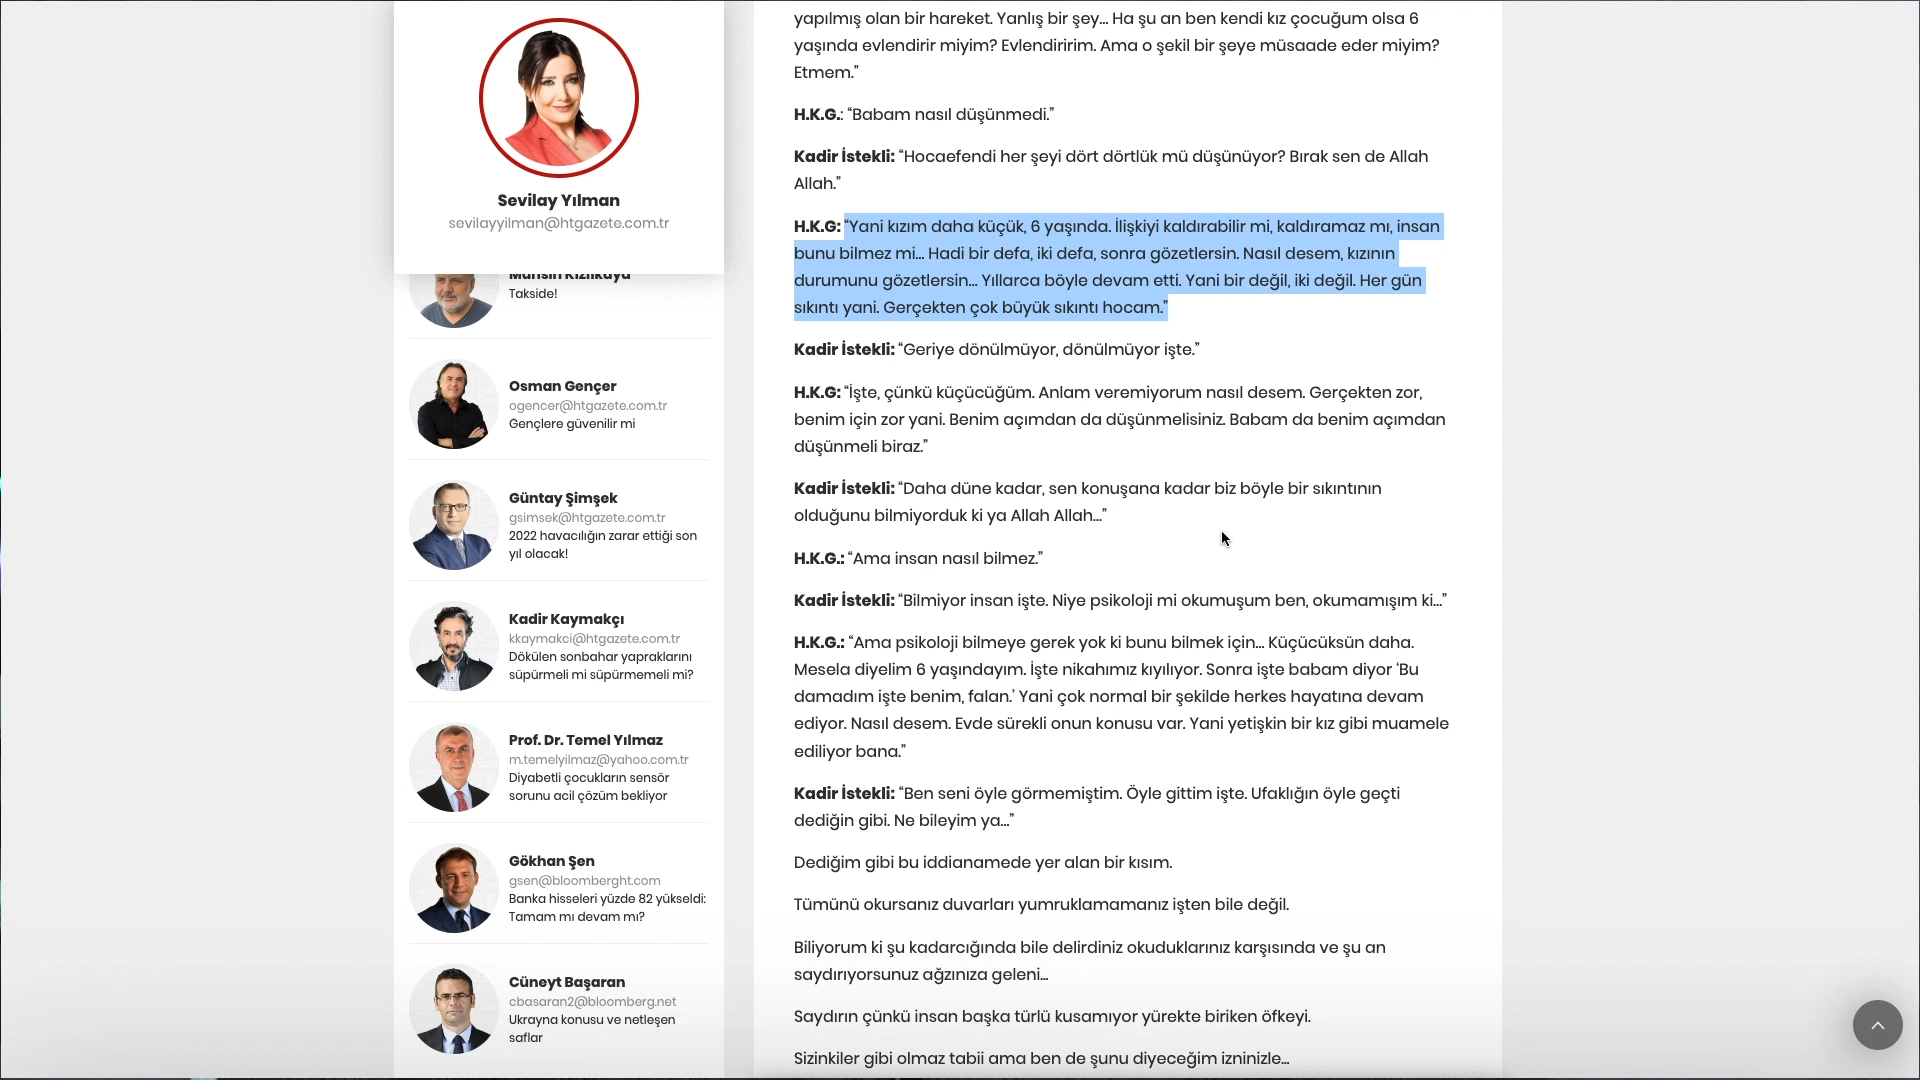 Sevilay Yılman
sevilayyilman@htgazete.com.tr
Muhsin Kızılkaya
Takside!
Osman Gençer
ogencer@htgazete.com.tr
Gençlere güvenilir mi
Güntay Şimşek
gsimsek@htgazete.com.tr
2022 havacılığın zarar ettiği son
yıl olacak!
Kadir Kaymakçı
kkaymakci@htgazete.com.tr
Dökülen sonbahar yapraklarını
süpürmeli mi süpürmemeli mi?
Prof. Dr. Temel Yılmaz
m.temelyilmaz@yahoo.com.tr
Diyabetli çocukların sensör
sorunu acil çözüm bekliyor
Gökhan Şen
gsen@bloomberght.com
Banka hisseleri yüzde 82 yükseldi:
Tamam mı devam mı?
Cüneyt Başaran
cbasaran2@bloomberg.net
Ukrayna konusu ve netleşen
saflar
yapılmış olan bir hareket. Yanlış bir şey… Ha şu an ben kendi kız çocuğum olsa 6
yaşında evlendirir miyim? Evlendiririm. Ama o şekil bir şeye müsaade eder miyim?
Etmem.”
H.K.G.: “Babam nasıl düşünmedi.”
Kadir İstekli: “Hocaefendi her şeyi dört dörtlük mü düşünüyor? Bırak sen de Allah
Allah.”
H.K.G: “Yani kızım daha küçük, 6 yaşında. İlişkiyi kaldırabilir mi, kaldıramaz mı, insan
bunu bilmez mi… Hadi bir defa, iki defa, sonra gözetlersin. Nasıl desem, kızının
durumunu gözetlersin… Yıllarca böyle devam etti. Yani bir değil, iki değil. Her gün
sıkıntı yani. Gerçekten çok büyük sıkıntı hocam.”
Kadir İstekli: “Geriye dönülmüyor, dönülmüyor işte.”
H.K.G: “İşte, çünkü küçücüğüm. Anlam veremiyorum nasıl desem. Gerçekten zor,
benim için zor yani. Benim açımdan da düşünmelisiniz. Babam da benim açımdan
düşünmeli biraz.”
Kadir İstekli: “Daha düne kadar, sen konuşana kadar biz böyle bir sıkıntının
olduğunu bilmiyorduk ki ya Allah Allah…”
H.K.G.: “Ama insan nasıl bilmez.”
Kadir İstekli: “Bilmiyor insan işte. Niye psikoloji mi okumuşum ben, okumamışım ki…”
H.K.G.: “Ama psikoloji bilmeye gerek yok ki bunu bilmek için… Küçücüksün daha.
Mesela diyelim 6 yaşındayım. İşte nikahımız kıyılıyor. Sonra işte babam diyor ‘Bu
damadım işte benim, falan.’ Yani çok normal bir şekilde herkes hayatına devam
ediyor. Nasıl desem. Evde sürekli onun konusu var. Yani yetişkin bir kız gibi muamele
ediliyor bana.”
Kadir İstekli: “Ben seni öyle görmemiştim. Öyle gittim işte. Ufaklığın öyle geçti
dediğin gibi. Ne bileyim ya…”
Dediğim gibi bu iddianamede yer alan bir kısım.
Tümünü okursanız duvarları yumruklamamanız işten bile değil.
Biliyorum ki şu kadarcığında bile delirdiniz okuduklarınız karşısında ve şu an
saydırıyorsunuz ağzınıza geleni…
Saydırın çünkü insan başka türlü kusamıyor yürekte biriken öfkeyi.
Sizinkiler gibi olmaz tabii ama ben de şunu diyeceğim izninizle…